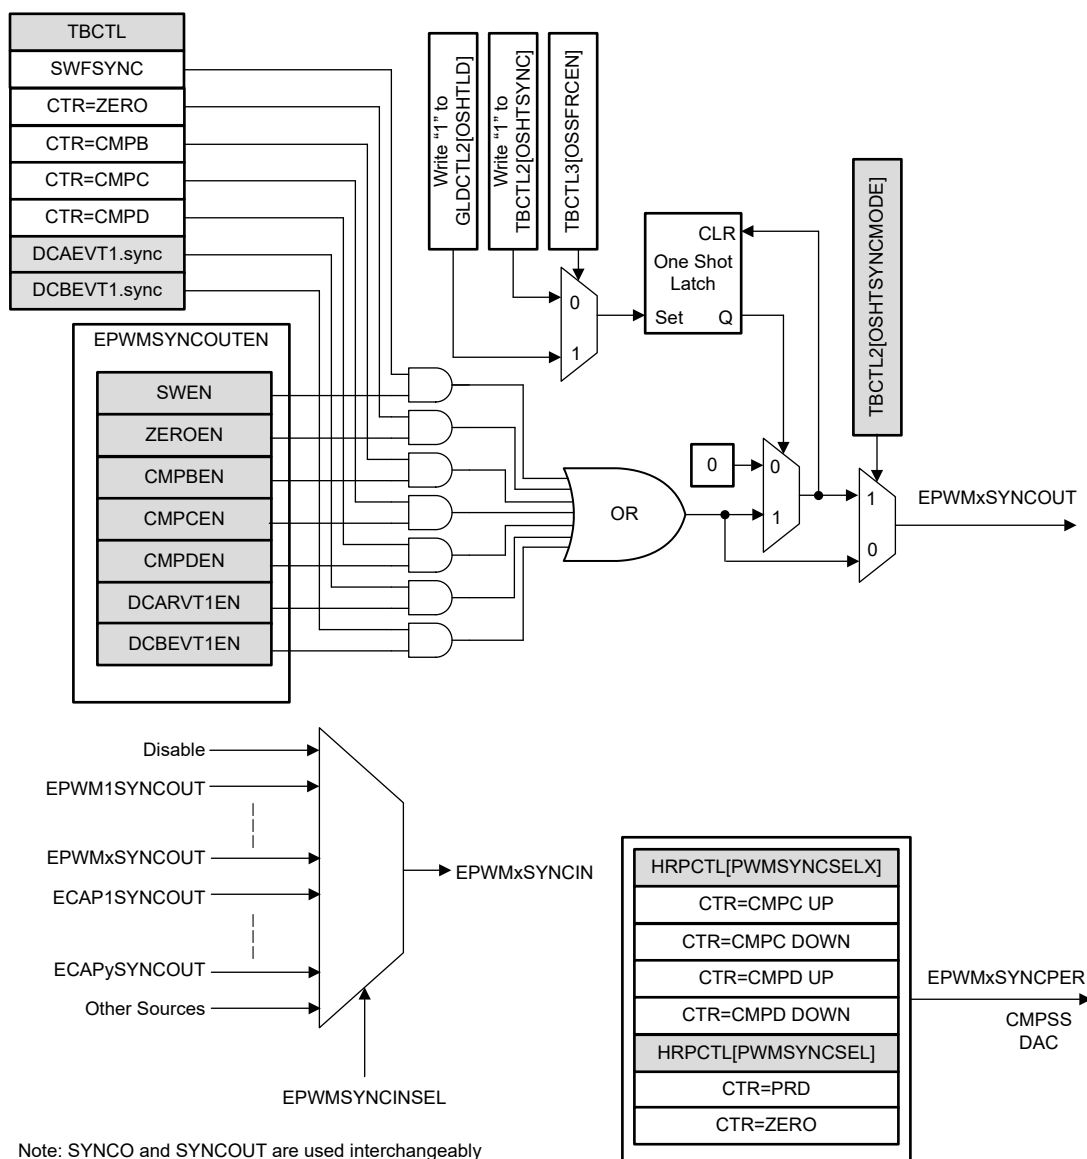 TBCTL
SWFSYNC
CTR=ZERO
CTR=CMPB
CTR=CMPC
CTR=CMPD
DCAEVT1.sync
DCBEVT1.sync
EPWMSYNCOUTEN
SWEN
ZEROEN
CMPBEN
CMPCEN
CMPDEN
DCARVT1EN
DCBEVT1EN
Write “1” to
GLDCTL2[OSHTLD]
Write “1” to
TBCTL2[OSHTSYNC]
TBCTL3[OSSFRCEN]
0
1
CLR
One Shot
Latch
Set Q
TBCTL2[OSHTSYNCMODE]
OR
0
0
1
1
0
EPWMxSYNCOUT
Disable
EPWM1SYNCOUT
EPWMxSYNCOUT
ECAP1SYNCOUT
ECAPySYNCOUT
Other Sources
EPWMxSYNCIN
EPWMSYNCINSEL
HRPCTL[PWMSYNCSELX]
CTR=CMPC UP
CTR=CMPC DOWN
CTR=CMPD UP
CTR=CMPD DOWN
HRPCTL[PWMSYNCSEL]
CTR=PRD
CTR=ZERO
EPWMxSYNCPER
CMPSS
DAC
Note: SYNCO and SYNCOUT are used interchangeably